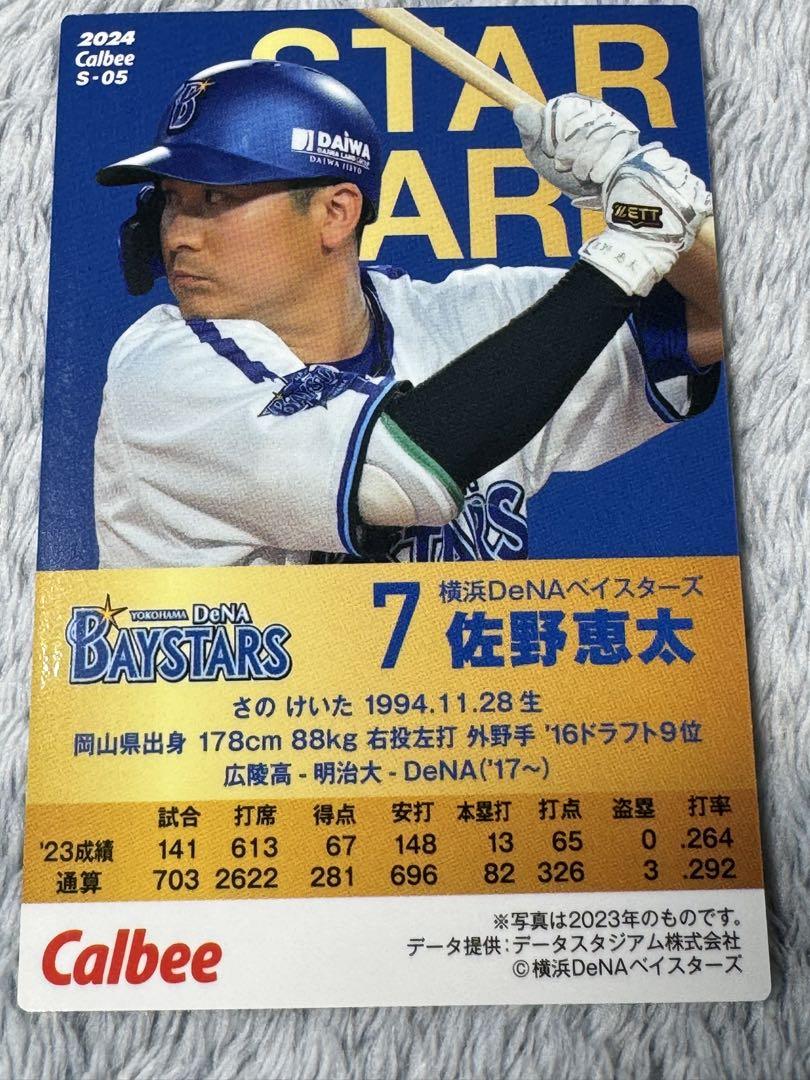 2024
Calbee
S-05
STAR
CARD
B
DAIWA
DAIWA LAND GROUP
DAIWA JISYO
ZETT
BAYSTARS
YOKOHAMA DeNA
BAYSTARS
7
横浜DeNAベイスターズ
佐野恵太
さの けいた 1994.11.28生
岡山県出身 178cm 88kg 右投左打 外野手 '16ドラフト9位
広陵高 - 明治大 - DeNA('17～)
試合 打席 得点 安打 本塁打 打点 盗塁 打率
'23成績 141 613 67 148 13 65 0 .264
通算 703 2622 281 696 82 326 3 .292
Calbee
※写真は2023年のものです。
データ提供：データスタジアム株式会社
©横浜DeNAベイスターズ